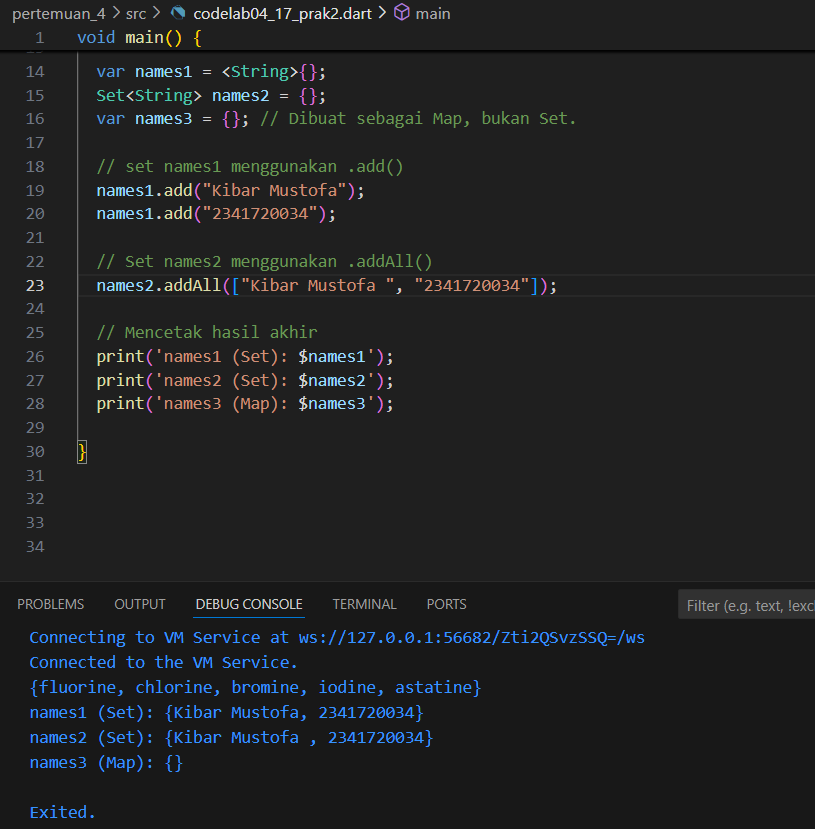 pertemuan_4 > src > codelab04_17_prak2.dart > main
1 void main() {
14 var names1 = <String>{};
15 Set<String> names2 = {};
16 var names3 = {}; // Dibuat sebagai Map, bukan Set.
17
18 // set names1 menggunakan .add()
19 names1.add("Kibar Mustofa");
20 names1.add("2341720034");
21
22 // Set names2 menggunakan .addAll()
23 names2.addAll(["Kibar Mustofa ", "2341720034"]);
24
25 // Mencetak hasil akhir
26 print('names1 (Set): $names1');
27 print('names2 (Set): $names2');
28 print('names3 (Map): $names3');
29
30 }
31
32
33
34
PROBLEMS OUTPUT DEBUG CONSOLE TERMINAL PORTS Filter (e.g. text, !exc
Connecting to VM Service at ws://127.0.0.1:56682/Zti2QSvzSSQ=/ws
Connected to the VM Service.
{fluorine, chlorine, bromine, iodine, astatine}
names1 (Set): {Kibar Mustofa, 2341720034}
names2 (Set): {Kibar Mustofa , 2341720034}
names3 (Map): {}
Exited.